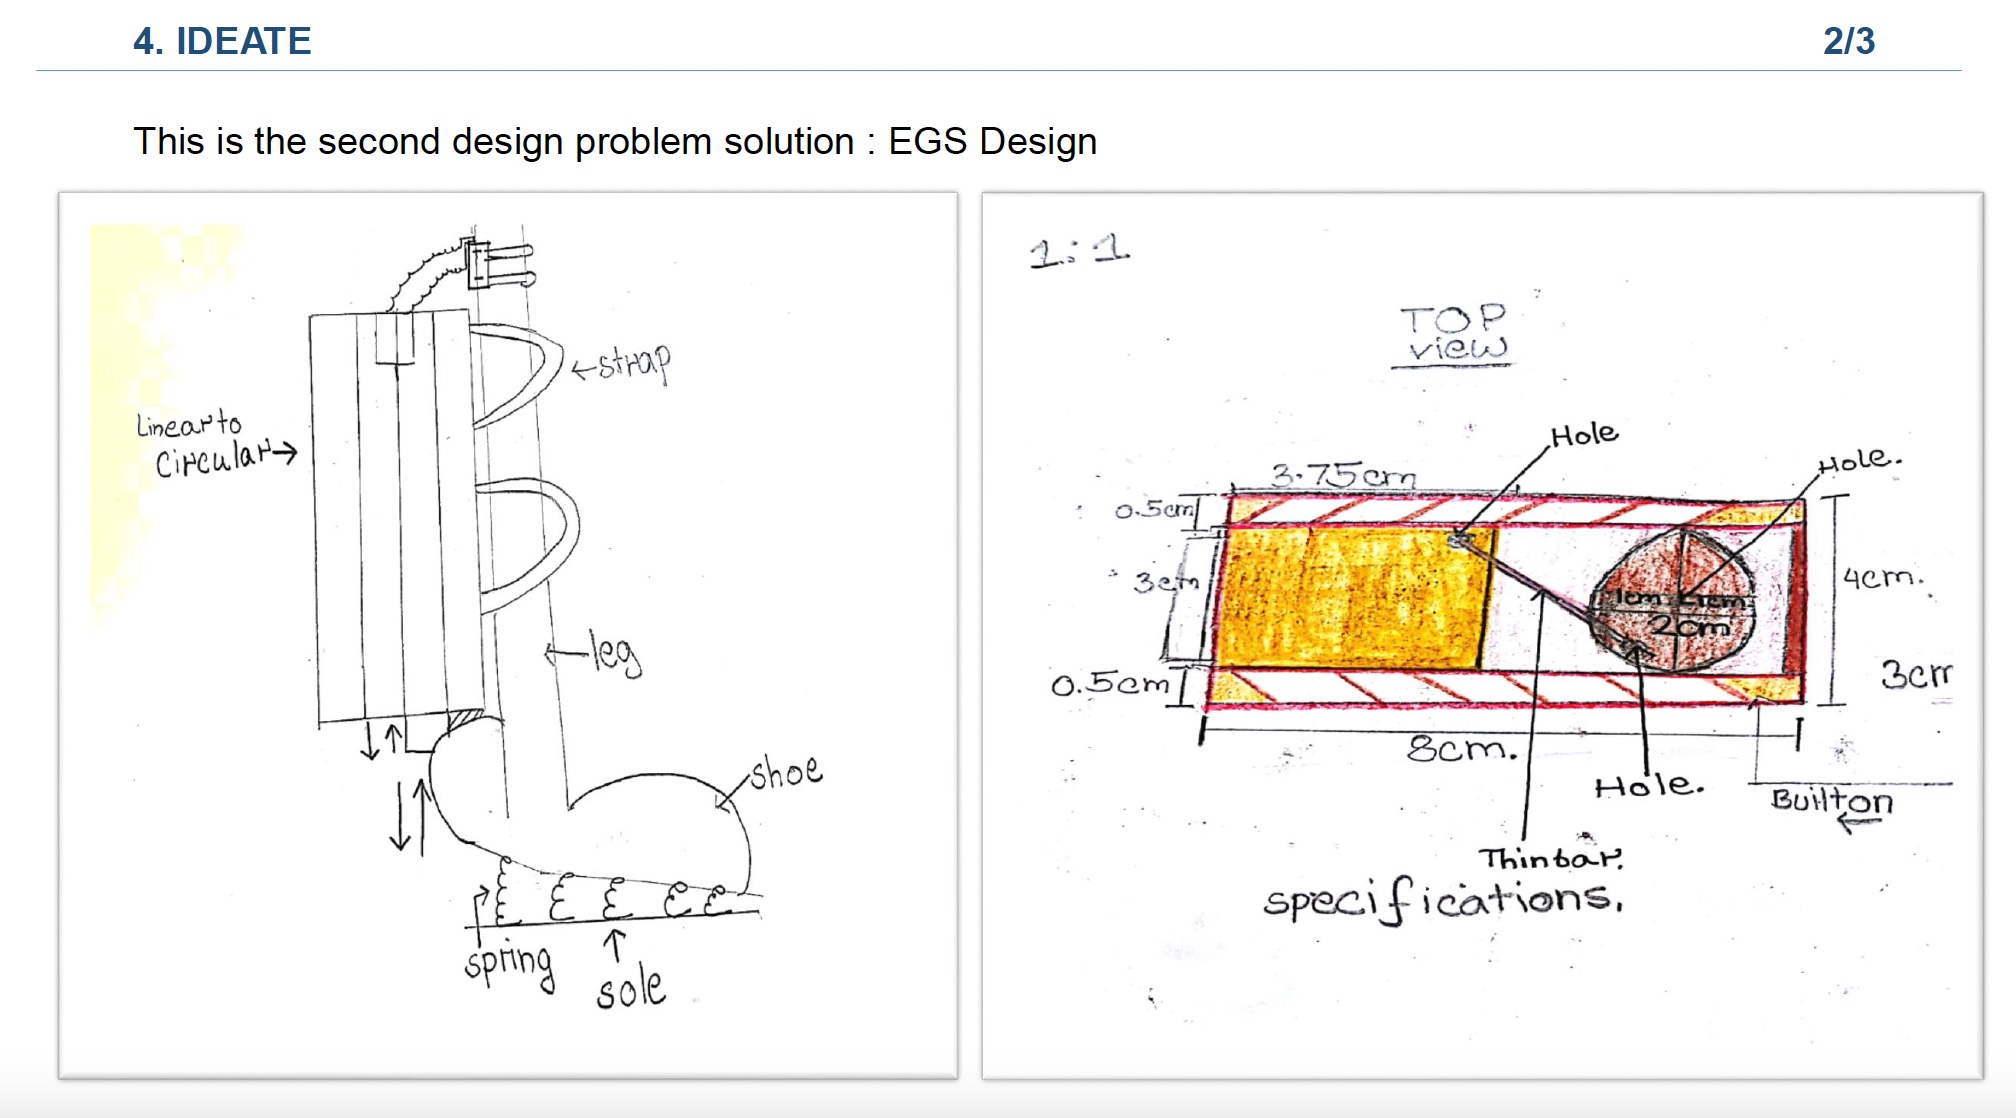 4. IDEATE
2/3
This is the second design problem solution : EGS Design
strap
Linear to
Circular
leg
shoe
spring
sole
1:1
TOP
view
Hole
Hole.
3.75cm
0.5cm
3cm
4cm.
1cm 1cm
2cm
0.5cm
3cm
8cm.
Hole.
Builton
Thinbar.
specifications.